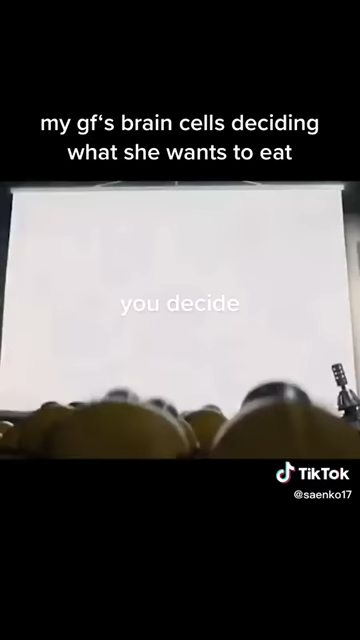 my gf‘s brain cells deciding
what she wants to eat
you decide
TikTok
@saenko17